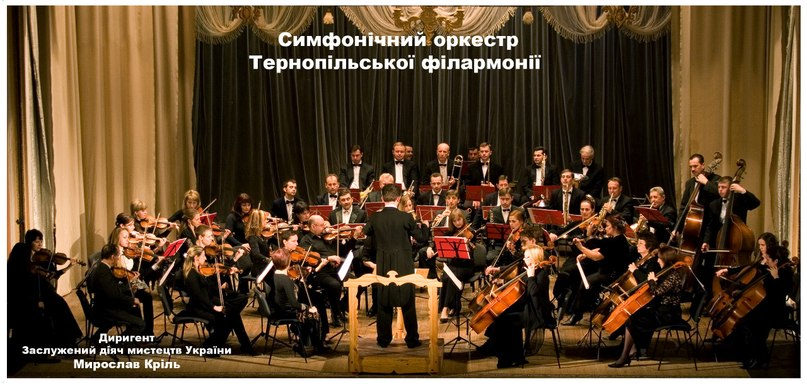 Симфонічний оркестр
Тернопільської філармонії
Диригент
Заслужений діяч мистецтв України
Мирослав Кріль